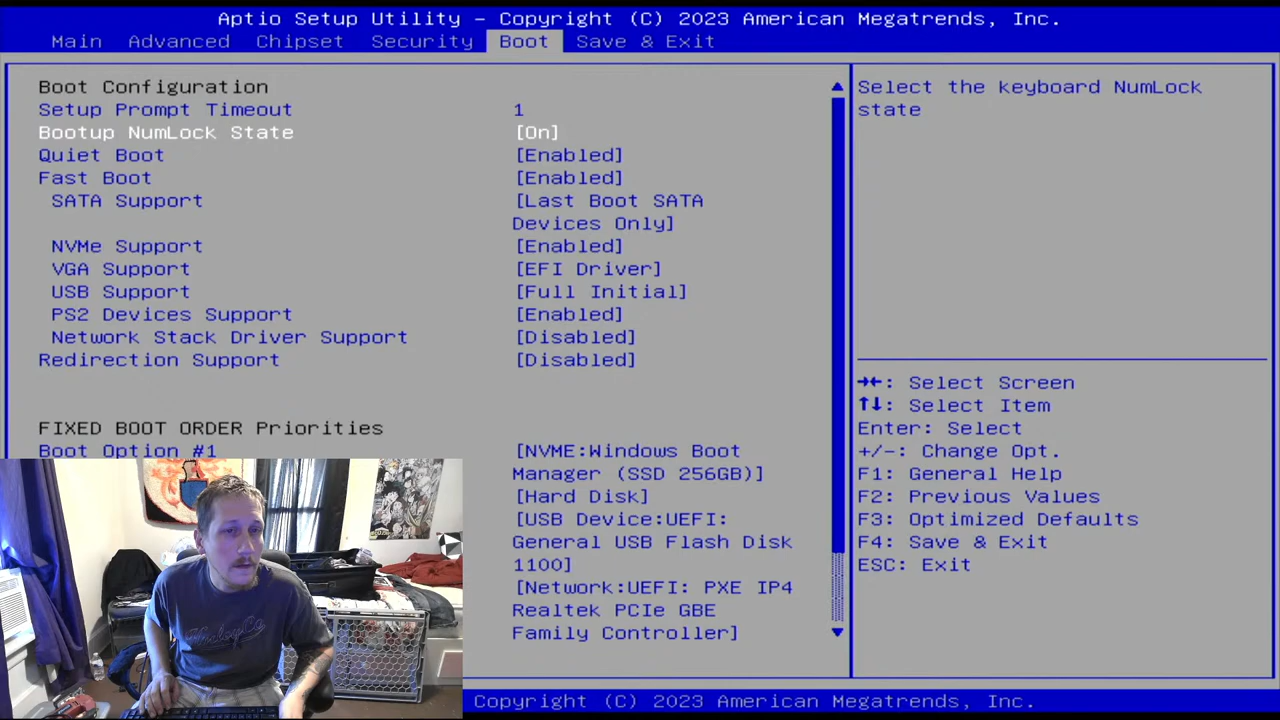 Aptio Setup Utility – Copyright (C) 2023 American Megatrends, Inc.
Main Advanced Chipset Security Boot Save & Exit
Boot Configuration
Setup Prompt Timeout 1
Bootup NumLock State [On]
Quiet Boot [Enabled]
Fast Boot [Enabled]
SATA Support [Last Boot SATA
Devices Only]
NVMe Support [Enabled]
VGA Support [EFI Driver]
USB Support [Full Initial]
PS2 Devices Support [Enabled]
Network Stack Driver Support [Disabled]
Redirection Support [Disabled]
FIXED BOOT ORDER Priorities
Boot Option #1 [NVME:Windows Boot
Manager (SSD 256GB)]
[Hard Disk]
[USB Device:UEFI:
General USB Flash Disk
1100]
[Network:UEFI: PXE IP4
Realtek PCIe GBE
Family Controller]
Select the keyboard NumLock
state
→←: Select Screen
↑↓: Select Item
Enter: Select
+/-: Change Opt.
F1: General Help
F2: Previous Values
F3: Optimized Defaults
F4: Save & Exit
ESC: Exit
Copyright (C) 2023 American Megatrends, Inc.